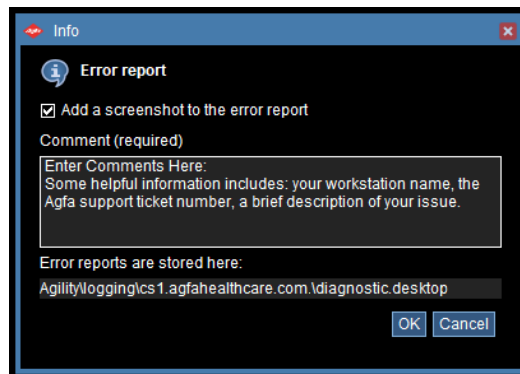 Info
Error report
Add a screenshot to the error report
Comment (required)
Enter Comments Here:
Some helpful information includes: your workstation name, the
Agfa support ticket number, a brief description of your issue.
Error reports are stored here:
Agility\logging\cs1.agfahealthcare.com.\diagnostic.desktop
OK Cancel